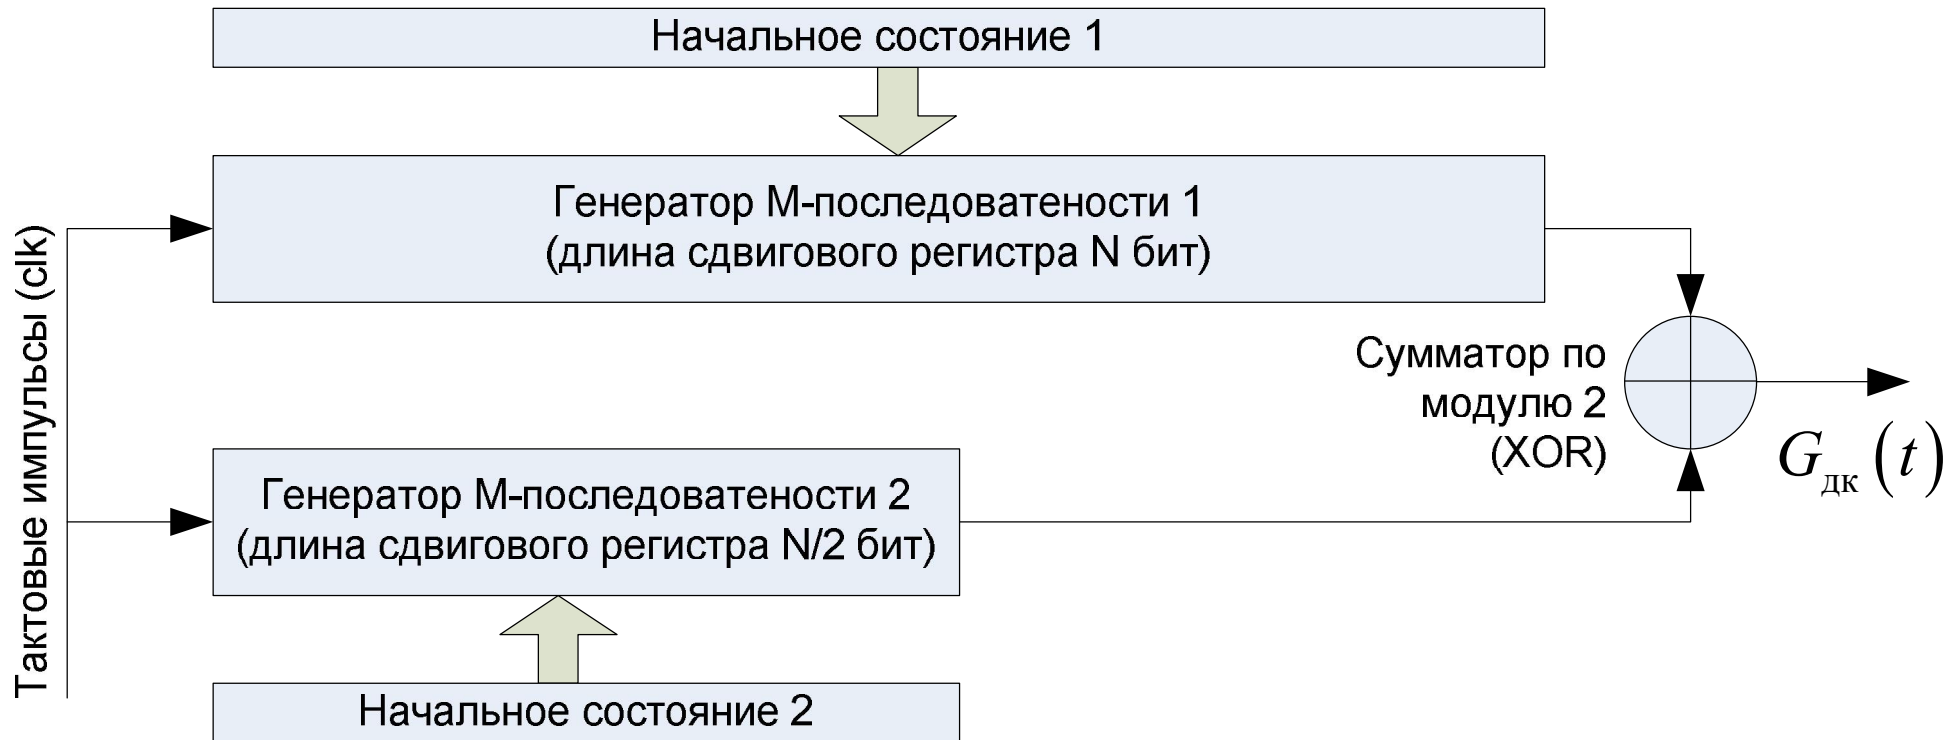 Начальное состояние 1
Генератор М-последоватености 1
(длина сдвигового регистра N бит)
Тактовые импульсы (clk)
Сумматор по
модулю 2
(XOR)
Gдк (t)
Генератор М-последоватености 2
(длина сдвигового регистра N/2 бит)
Начальное состояние 2